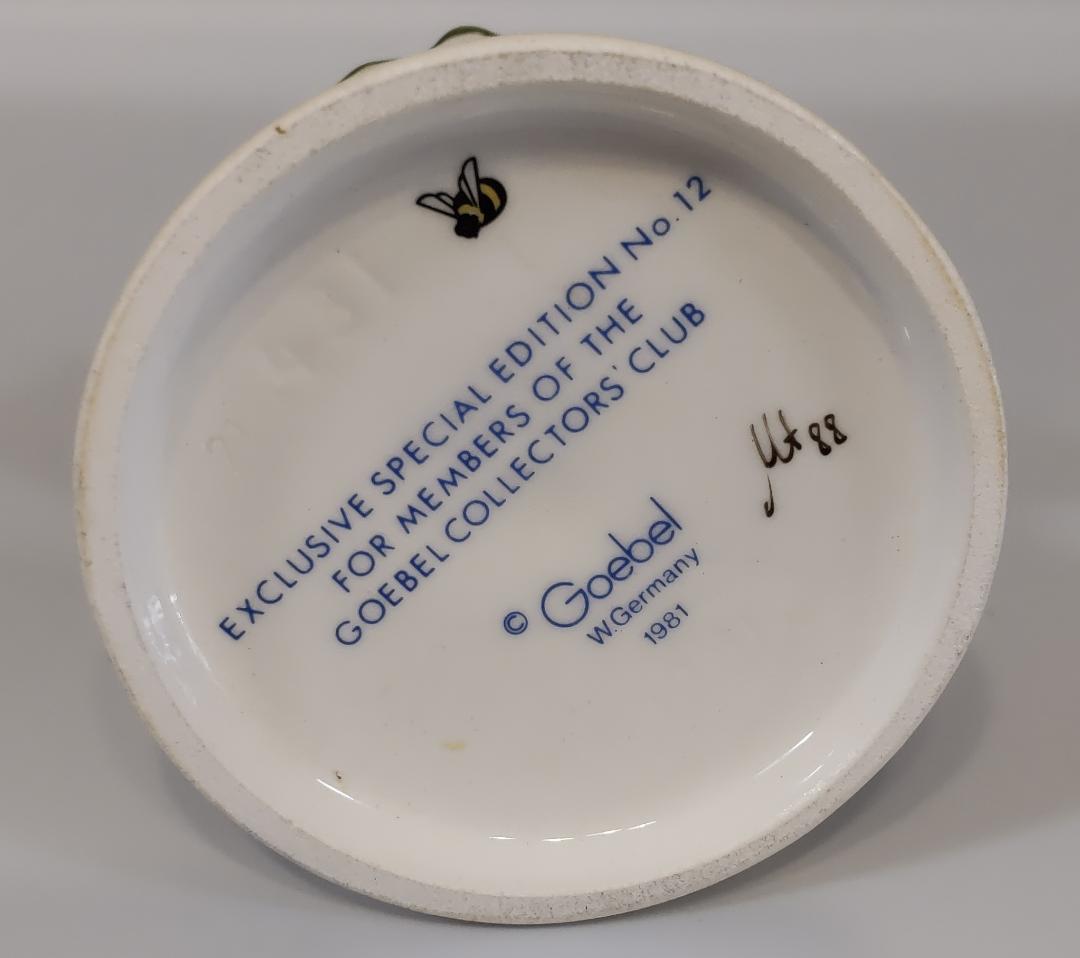 EXCLUSIVE SPECIAL EDITION No. 12
FOR MEMBERS OF THE
GOEBEL COLLECTORS' CLUB
© Goebel
W.Germany
1981
88